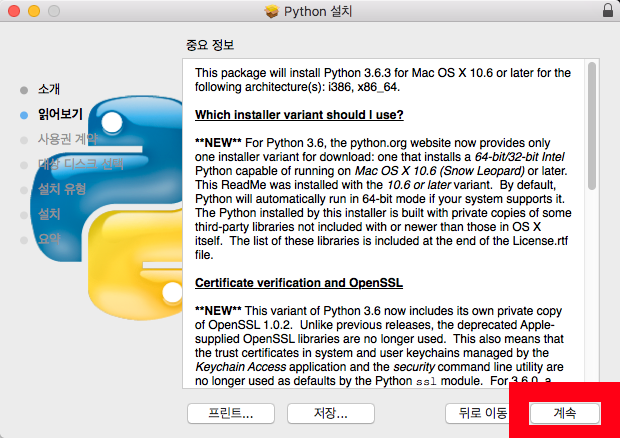 Python 설치
중요 정보
소개
읽어보기
사용권 계약
대상 디스크 선택
설치 유형
설치
요약
This package will install Python 3.6.3 for Mac OS X 10.6 or later for the
following architecture(s): i386, x86_64.
Which installer variant should I use?
**NEW** For Python 3.6, the python.org website now provides only
one installer variant for download: one that installs a 64-bit/32-bit Intel
Python capable of running on Mac OS X 10.6 (Snow Leopard) or later.
This ReadMe was installed with the 10.6 or later variant. By default,
Python will automatically run in 64-bit mode if your system supports it.
The Python installed by this installer is built with private copies of some
third-party libraries not included with or newer than those in OS X
itself. The list of these libraries is included at the end of the License.rtf
file.
Certificate verification and OpenSSL
**NEW** This variant of Python 3.6 now includes its own private copy
of OpenSSL 1.0.2. Unlike previous releases, the deprecated Apple-
supplied OpenSSL libraries are no longer used. This also means that
the trust certificates in system and user keychains managed by the
Keychain Access application and the security command line utility are
no longer used as defaults by the Python ssl module. For 3.6.0, a
프린트...
저장...
뒤로 이동
계속